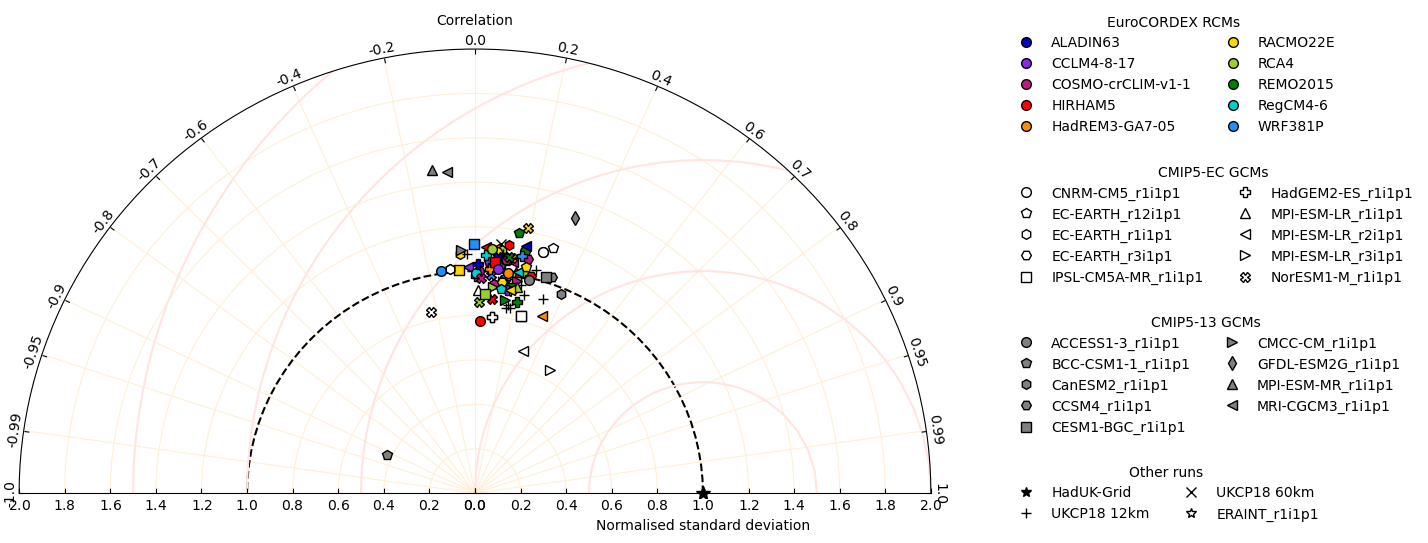 Correlation
-0.2 0.0 0.2
-0.4 0.4
-0.6 0.6
-0.7 0.7
-0.8 0.8
-0.9 0.9
-0.95 0.95
-0.99 0.99
-1.0 1.0
2.0 1.8 1.6 1.4 1.2 1.0 0.8 0.6 0.4 0.2 0.0 0.0 0.2 0.4 0.6 0.8 1.0 1.2 1.4 1.6 1.8 2.0
Normalised standard deviation
EuroCORDEX RCMs
ALADIN63 RACMO22E
CCLM4-8-17 RCA4
COSMO-crCLIM-v1-1 REMO2015
HIRHAM5 RegCM4-6
HadREM3-GA7-05 WRF381P
CMIP5-EC GCMs
CNRM-CM5_r1i1p1 HadGEM2-ES_r1i1p1
EC-EARTH_r12i1p1 MPI-ESM-LR_r1i1p1
EC-EARTH_r1i1p1 MPI-ESM-LR_r2i1p1
EC-EARTH_r3i1p1 MPI-ESM-LR_r3i1p1
IPSL-CM5A-MR_r1i1p1 NorESM1-M_r1i1p1
CMIP5-13 GCMs
ACCESS1-3_r1i1p1 CMCC-CM_r1i1p1
BCC-CSM1-1_r1i1p1 GFDL-ESM2G_r1i1p1
CanESM2_r1i1p1 MPI-ESM-MR_r1i1p1
CCSM4_r1i1p1 MRI-CGCM3_r1i1p1
CESM1-BGC_r1i1p1
Other runs
HadUK-Grid UKCP18 60km
UKCP18 12km ERAINT_r1i1p1